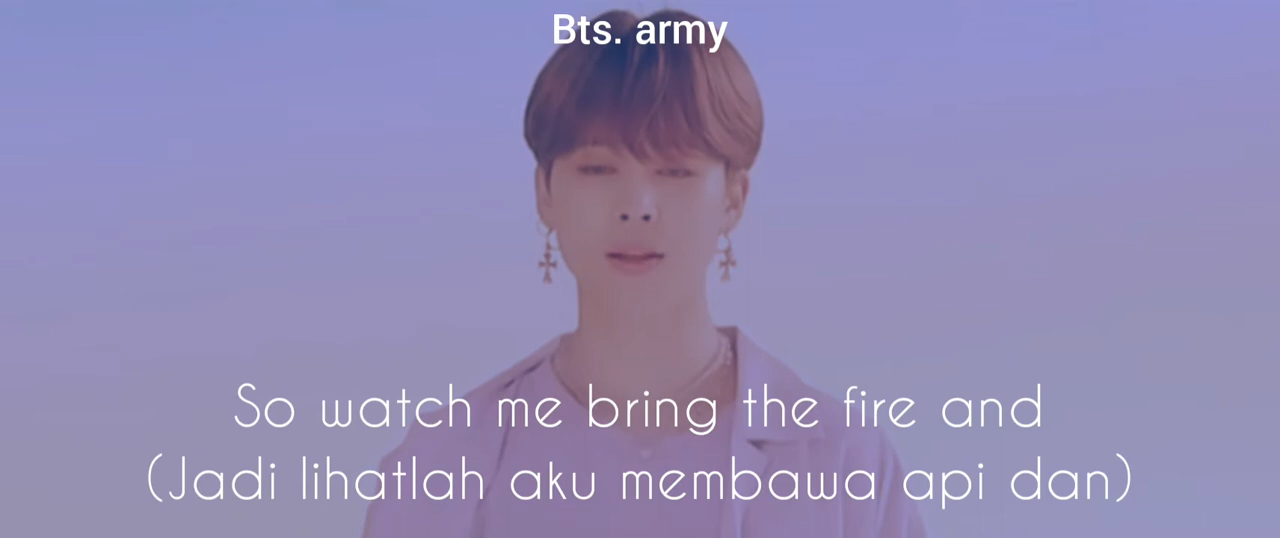 Bts. army
So watch me bring the fire and
(Jadi lihatlah aku membawa api dan)